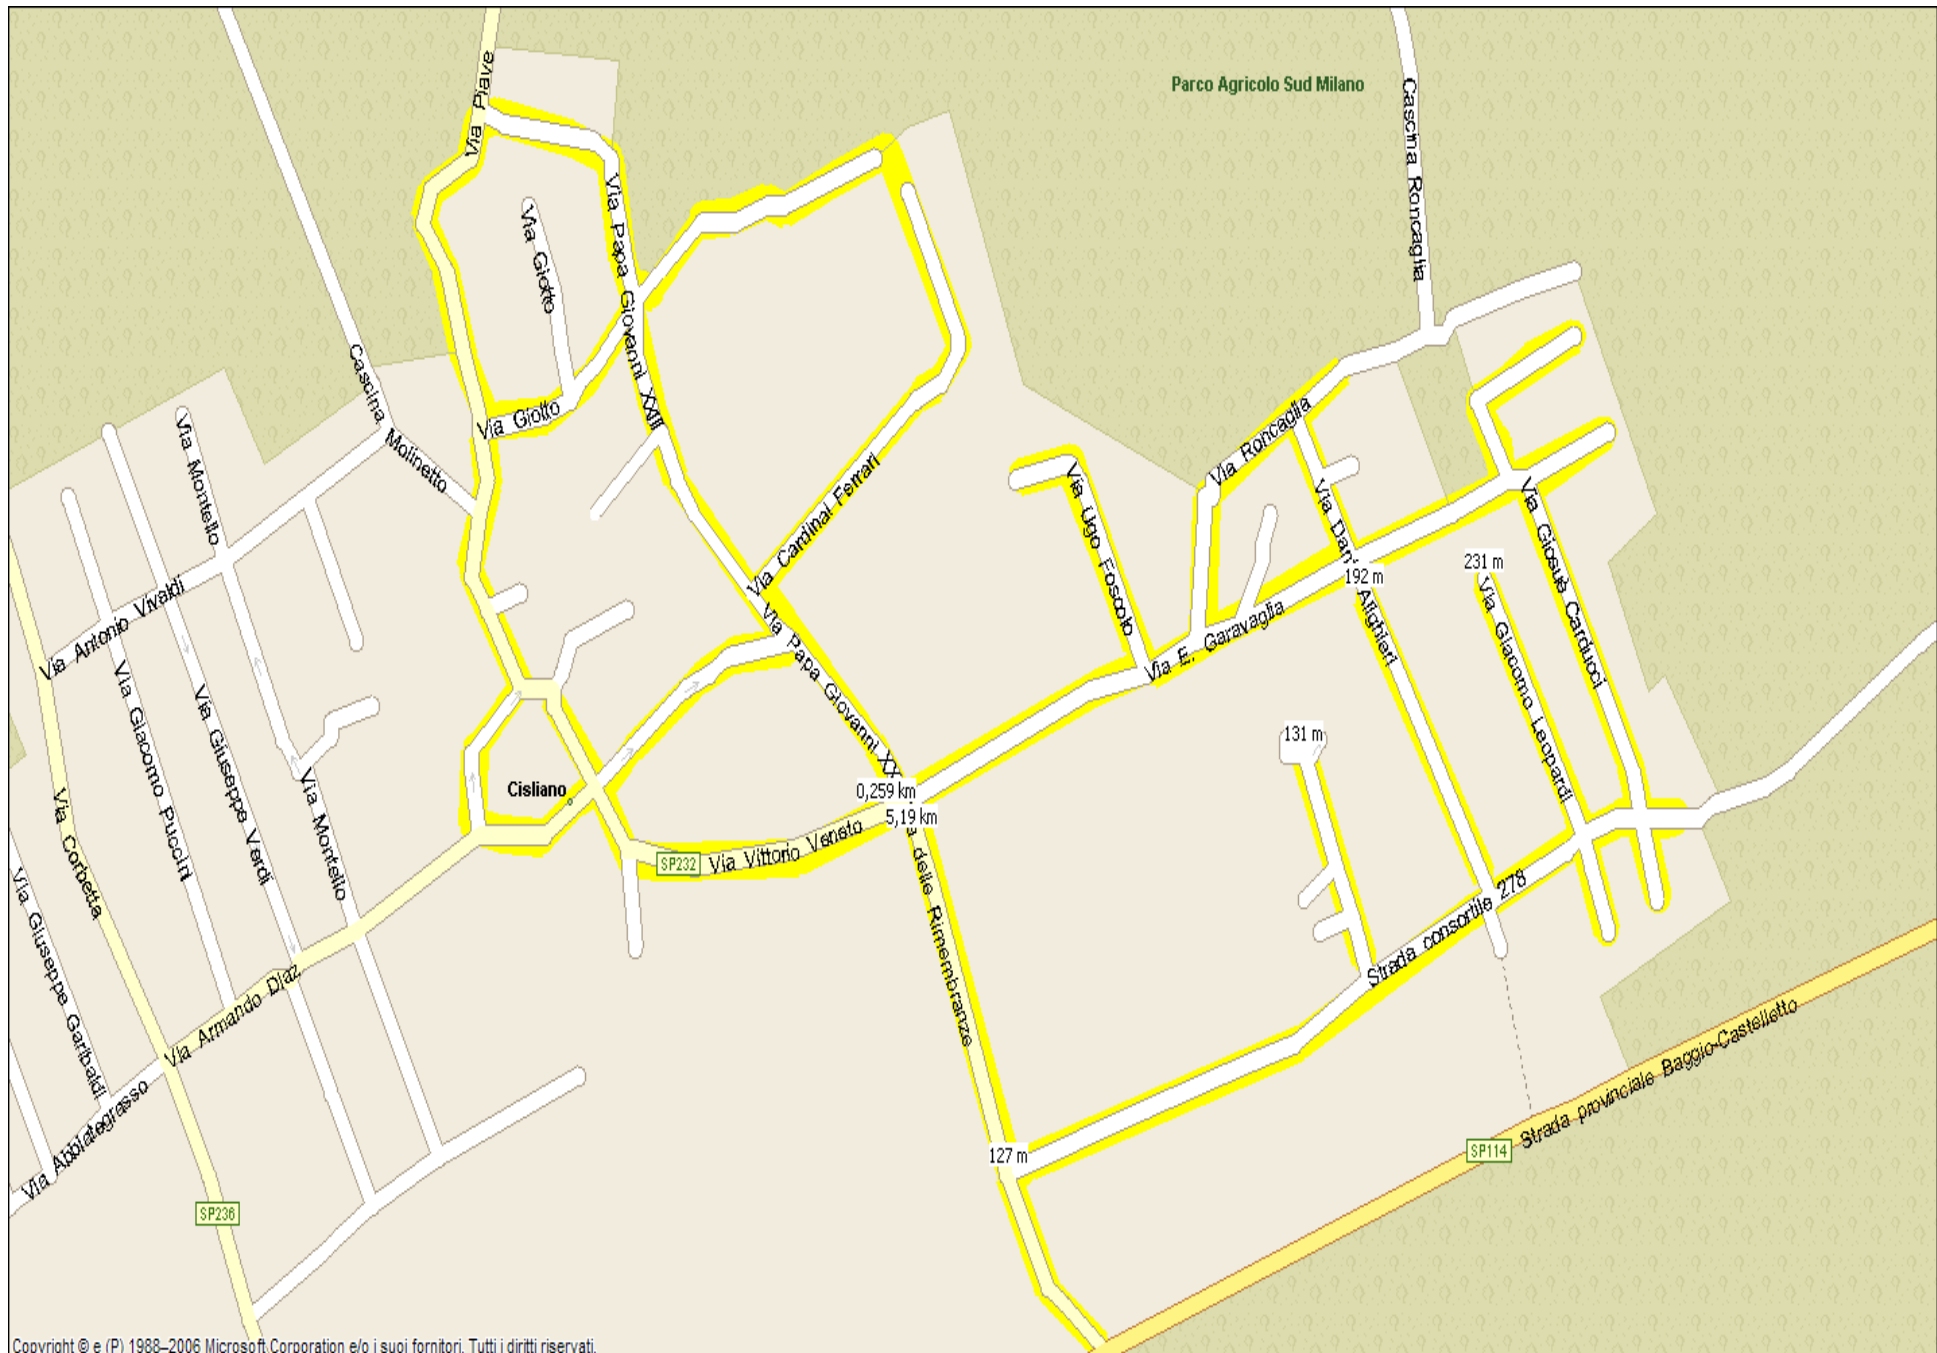 Via Piave
Parco Agricolo Sud Milano
Cascina Roncaglia
Via Papa Giovanni XXIII
Via Giotto
Cascina Molinetto
Via Giotto
Via Montello
Via Cardinal Ferrari
Via Ugo Foscolo
Via Roncaglia
Via Dante Alighieri
192 m
231 m
Via Giosuè Carducci
Via Giacomo Leopardi
Via E. Garavaglia
Via Antonio Vivaldi
Via Papa Giovanni XX
Via Giacomo Puccini
Via Giuseppe Verdi
Via Montello
131 m
Cisliano
0,259 km
5,19 km
Via Corbetta
SP232
Via Vittorio Veneto
a delle Rimembranze
Via Giuseppe Garibaldi
Strada consortile 278
Via Armando Diaz
Via Abbiategrasso
127 m
SP114
Strada provinciale Baggio-Castelletto
SP236
Copyright © e (P) 1988–2006 Microsoft Corporation e/o i suoi fornitori. Tutti i diritti riservati.